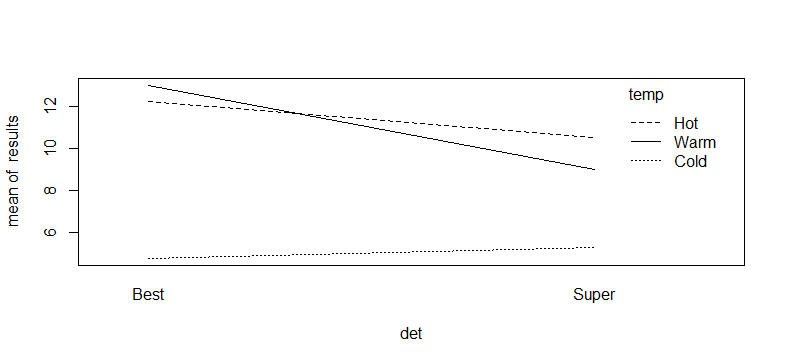 temp
Hot
Warm
Cold
mean of results
12
10
8
6
Best
Super
det